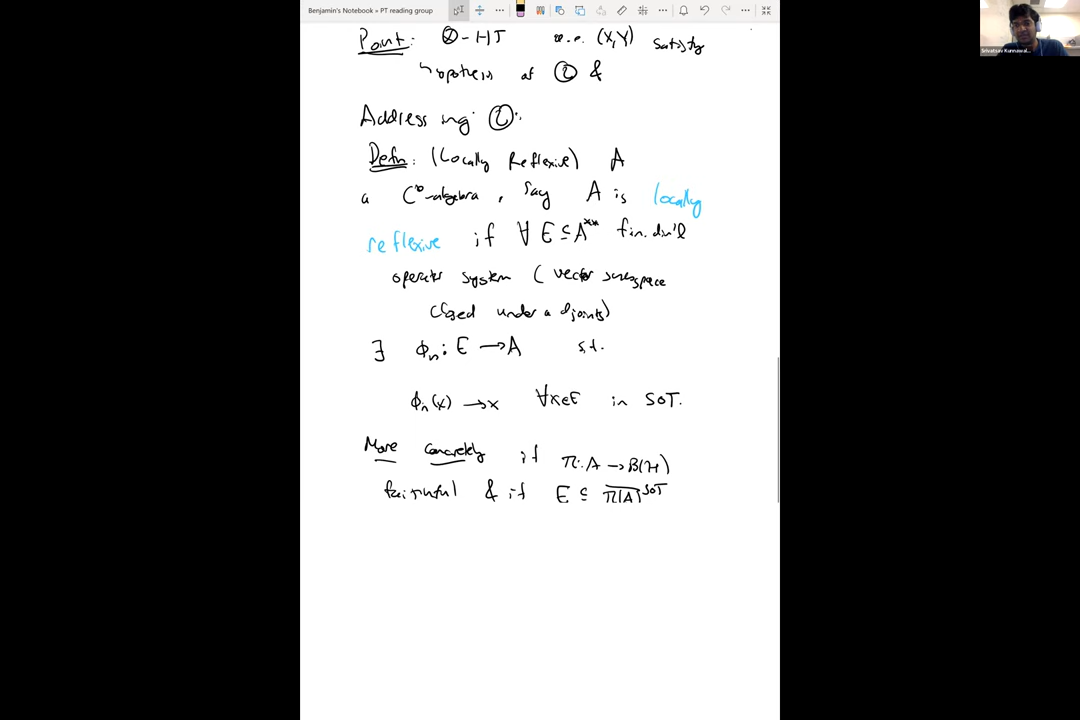 Benjamin's Notebook » PT reading group
Point: ⊗-HT w.e. (X,Y) satisfy
hypothesis of ② &
Addressing ②:
Defn: (Locally Reflexive) A
a C*-algebra, say A is locally
reflexive if ∀ E ⊆ A** fin. dim'l
operator system (vector subspace
closed under adjoints)
∃ ϕₙ: E → A s.t.
ϕₙ(x) → x ∀x∈E in SOT.
More concretely if π: A → B(H)
faithful & if E ⊆ \overline{π(A)}^{SOT}